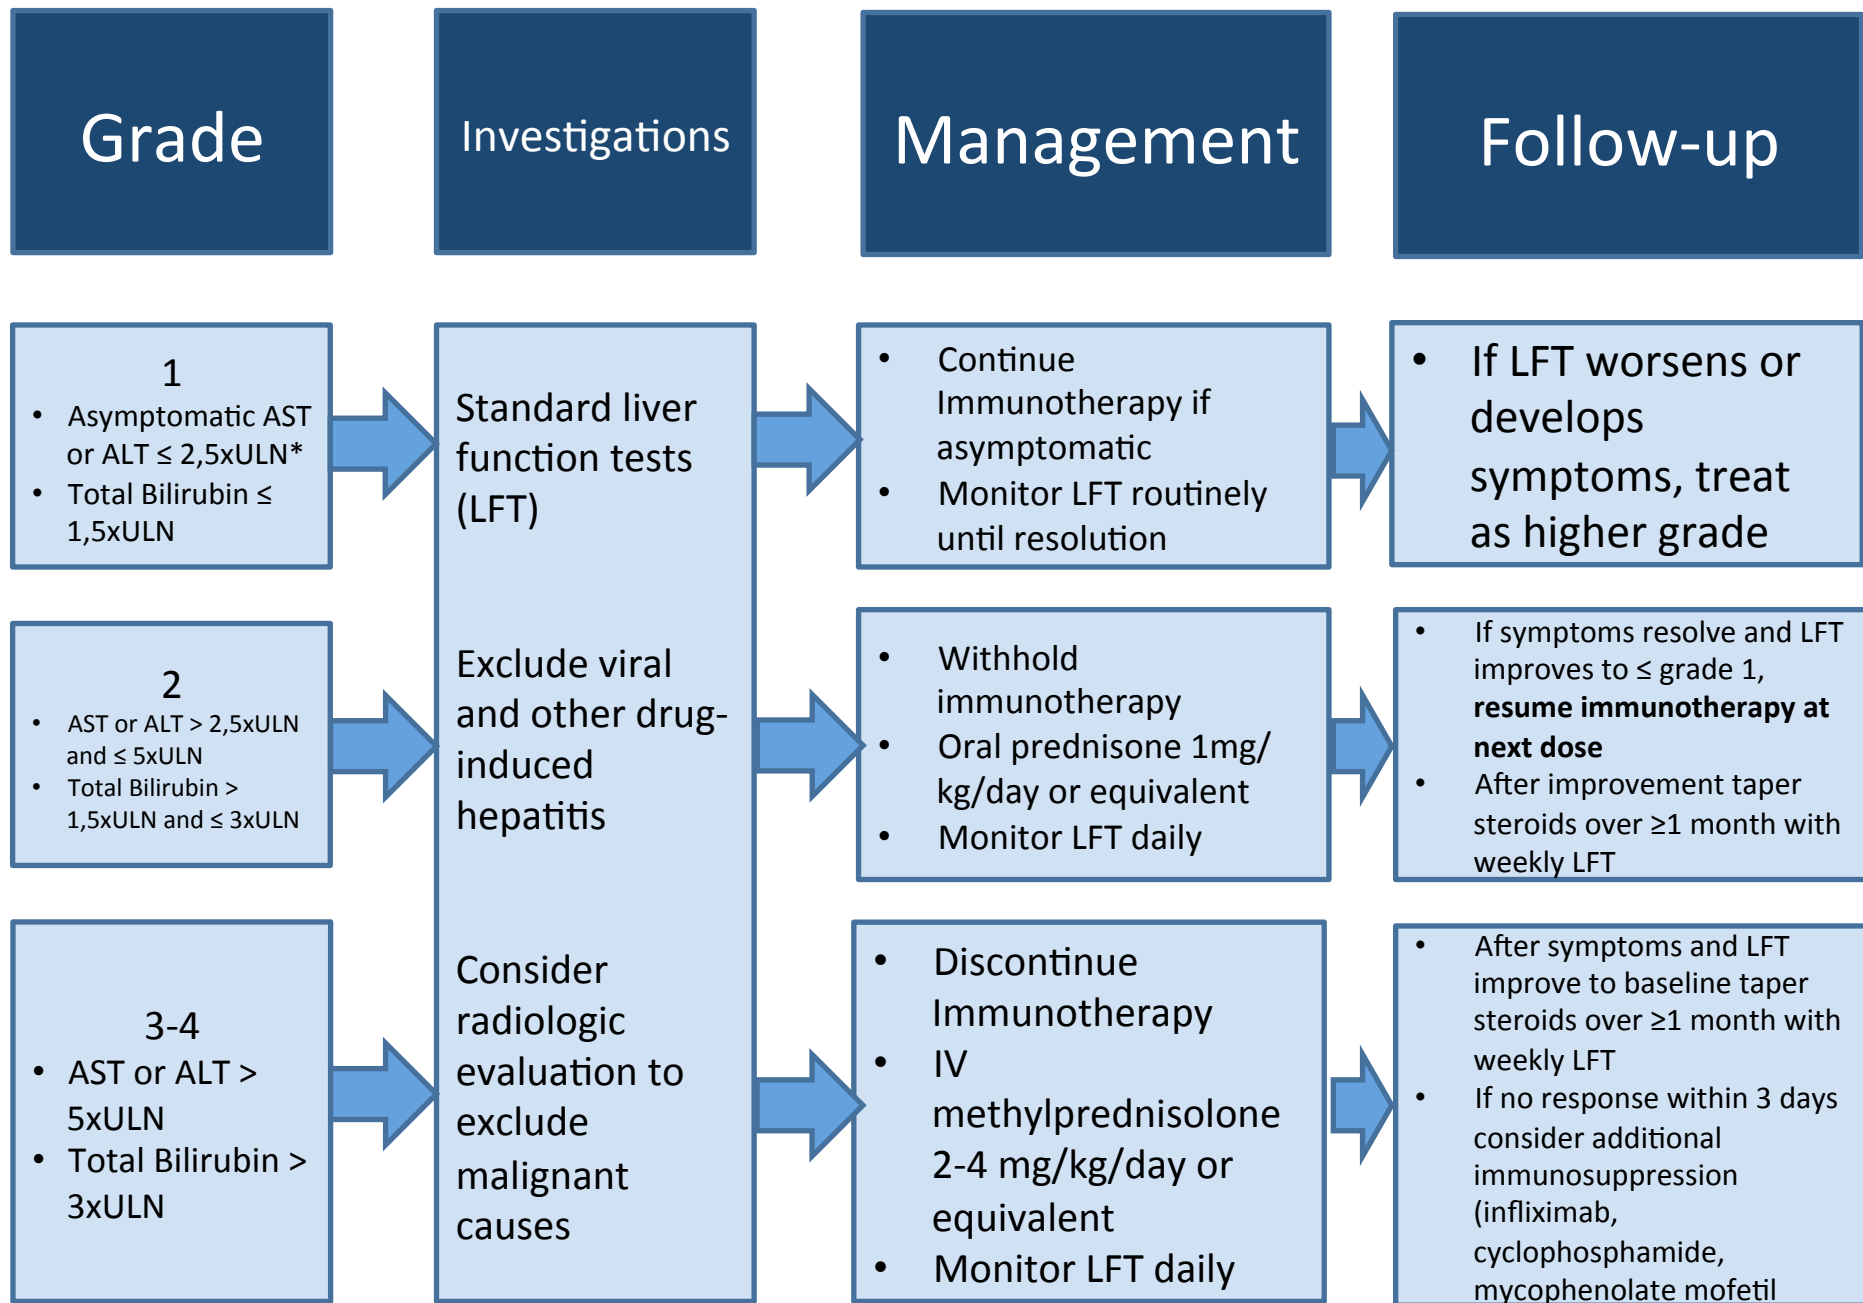 Grade
Investigations
Management
Follow-up
1
• Asymptomatic AST
or ALT ≤ 2,5xULN*
• Total Bilirubin ≤
1,5xULN
Standard liver
function tests
(LFT)
• Continue
Immunotherapy if
asymptomatic
• Monitor LFT routinely
until resolution
• If LFT worsens or
develops
symptoms, treat
as higher grade
2
• AST or ALT > 2,5xULN
and ≤ 5xULN
• Total Bilirubin >
1,5xULN and ≤ 3xULN
Exclude viral
and other drug-
induced
hepatitis
• Withhold
immunotherapy
• Oral prednisone 1mg/
kg/day or equivalent
• Monitor LFT daily
• If symptoms resolve and LFT
improves to ≤ grade 1,
resume immunotherapy at
next dose
• After improvement taper
steroids over ≥1 month with
weekly LFT
3-4
• AST or ALT >
5xULN
• Total Bilirubin >
3xULN
Consider
radiologic
evaluation to
exclude
malignant
causes
• Discontinue
Immunotherapy
• IV
methylprednisolone
2-4 mg/kg/day or
equivalent
• Monitor LFT daily
• After symptoms and LFT
improve to baseline taper
steroids over ≥1 month with
weekly LFT
• If no response within 3 days
consider additional
immunosuppression
(infliximab,
cyclophosphamide,
mycophenolate mofetil